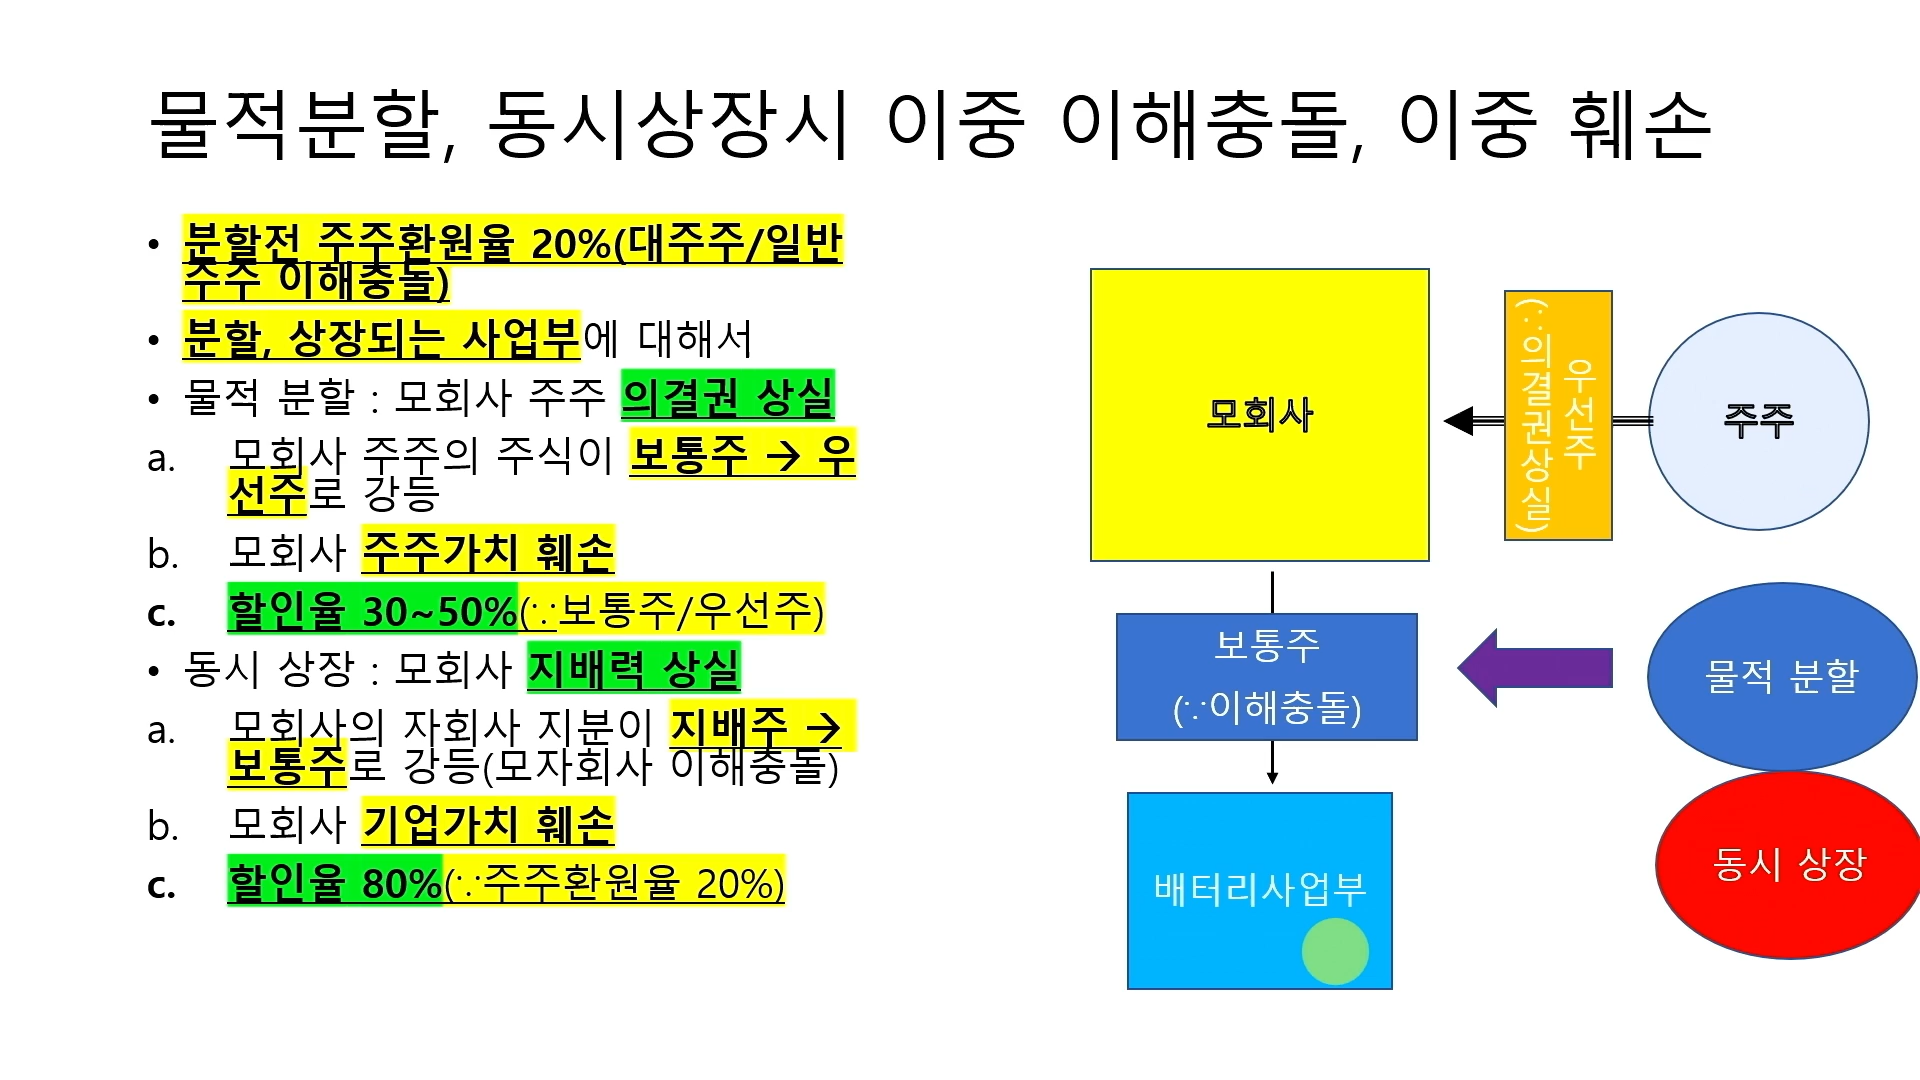 물적분할, 동시상장시 이중 이해충돌, 이중 훼손
• 분할전 주주환원율 20%(대주주/일반
주주 이해충돌)
• 분할, 상장되는 사업부에 대해서
• 물적 분할 : 모회사 주주 의결권 상실
a. 모회사 주주의 주식이 보통주 → 우
선주로 강등
b. 모회사 주주가치 훼손
c. 할인율 30~50%(∵보통주/우선주)
• 동시 상장 : 모회사 지배력 상실
a. 모회사의 자회사 지분이 지배주 →
보통주로 강등(모자회사 이해충돌)
b. 모회사 기업가치 훼손
c. 할인율 80%(∵주주환원율 20%)
모회사
우선주
(∵의결권상실)
주주
보통주
(∵이해충돌)
물적 분할
동시 상장
배터리사업부